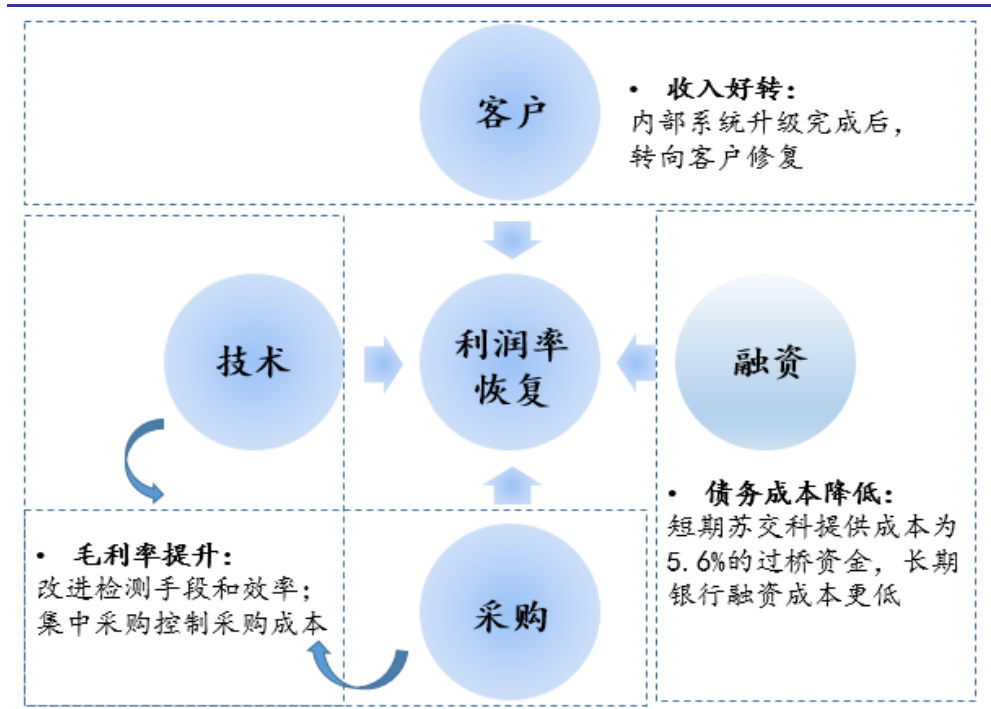 客户
• 收入好转：
内部系统升级完成后，
转向客户修复
技术
利润率
恢复
融资
• 毛利率提升：
改进检测手段和效率；
集中采购控制采购成本
采购
• 债务成本降低：
短期苏交科提供成本为
5.6%的过桥资金，长期
银行融资成本更低